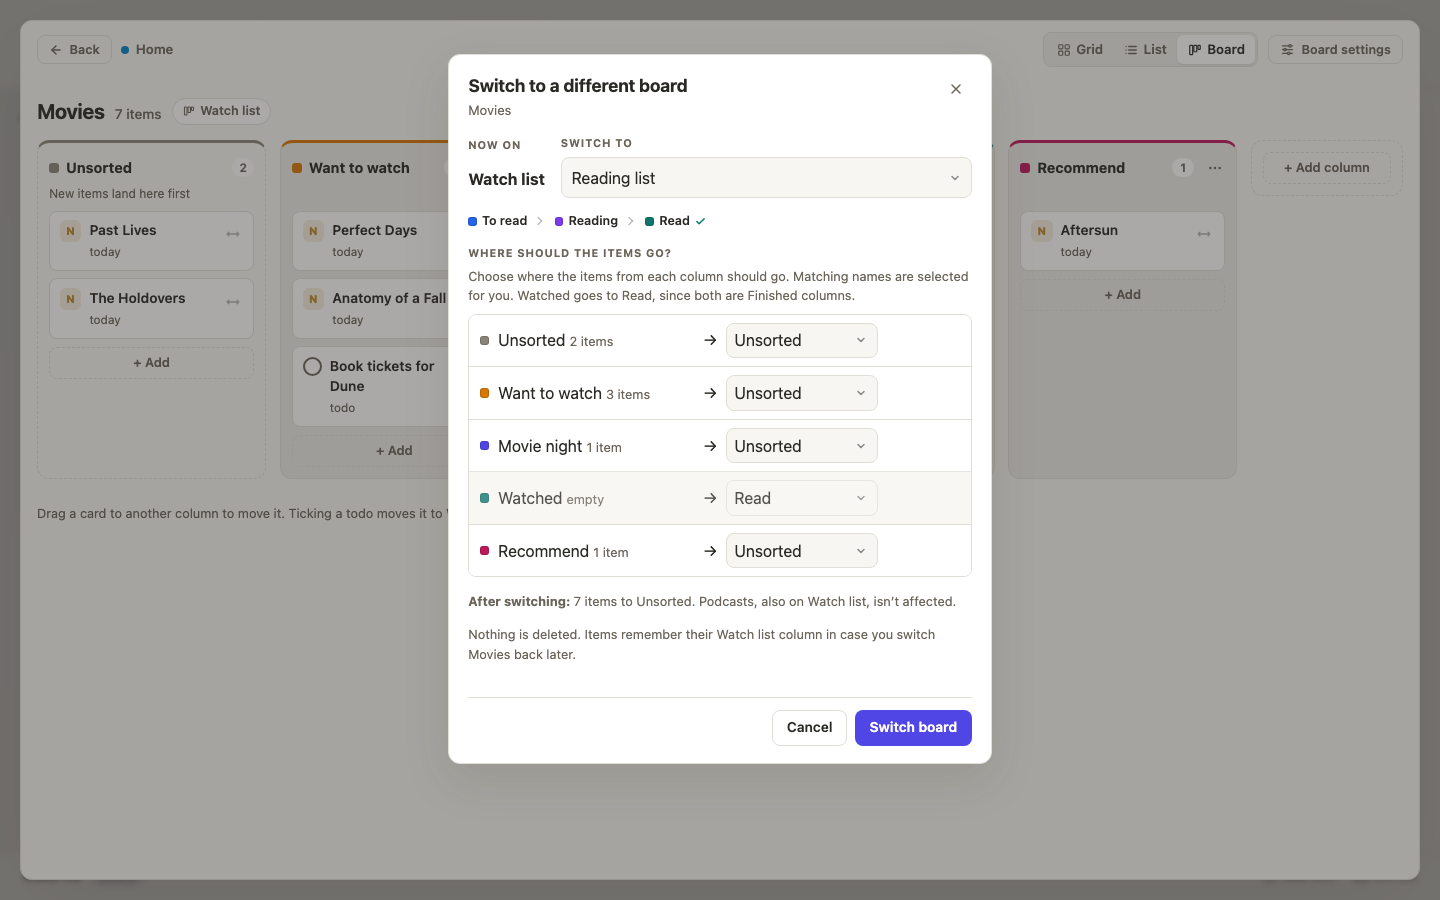 Back
Home
Grid
List
Board
Board settings
Movies 7 items
Watch list
Unsorted 2
New items land here first
N Past Lives
today
N The Holdovers
today
+ Add
Want to watch
N Perfect Days
today
N Anatomy of a Fall
today
Book tickets for
Dune
todo
+ Add
Recommend 1
N Aftersun
today
+ Add
+ Add column
Drag a card to another column to move it. Ticking a todo moves it to
Switch to a different board
Movies
NOW ON
SWITCH TO
Watch list
Reading list
To read
Reading
Read
WHERE SHOULD THE ITEMS GO?
Choose where the items from each column should go. Matching names are selected
for you. Watched goes to Read, since both are Finished columns.
Unsorted 2 items → Unsorted
Want to watch 3 items → Unsorted
Movie night 1 item → Unsorted
Watched empty → Read
Recommend 1 item → Unsorted
After switching: 7 items to Unsorted. Podcasts, also on Watch list, isn’t affected.
Nothing is deleted. Items remember their Watch list column in case you switch
Movies back later.
Cancel
Switch board